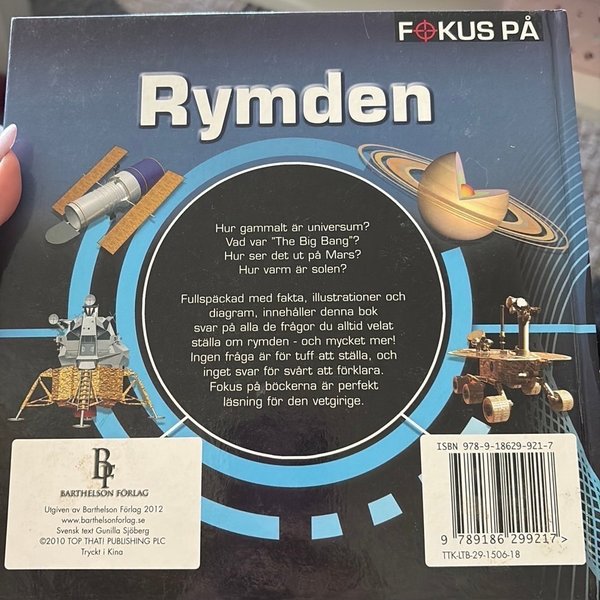 FOKUS PÅ
Rymden
Hur gammalt är universum?
Vad var "The Big Bang"?
Hur ser det ut på Mars?
Hur varm är solen?
Fullspäckad med fakta, illustrationer och
diagram, innehåller denna bok
svar på alla de frågor du alltid velat
ställa om rymden - och mycket mer!
Ingen fråga är för tuff att ställa, och
inget svar för svårt att förklara.
Fokus på böckerna är perfekt
läsning för den vetgirige.
BF
BARTHELSON FÖRLAG
Utgiven av Barthelson Förlag 2012
www.barthelsonforlag.se
Svensk text Gunilla Sjöberg
©2010 TOP THAT! PUBLISHING PLC
Tryckt i Kina
ISBN 978-9-18629-921-7
9 789186 299217 >
TTK-LTB-29-1506-18